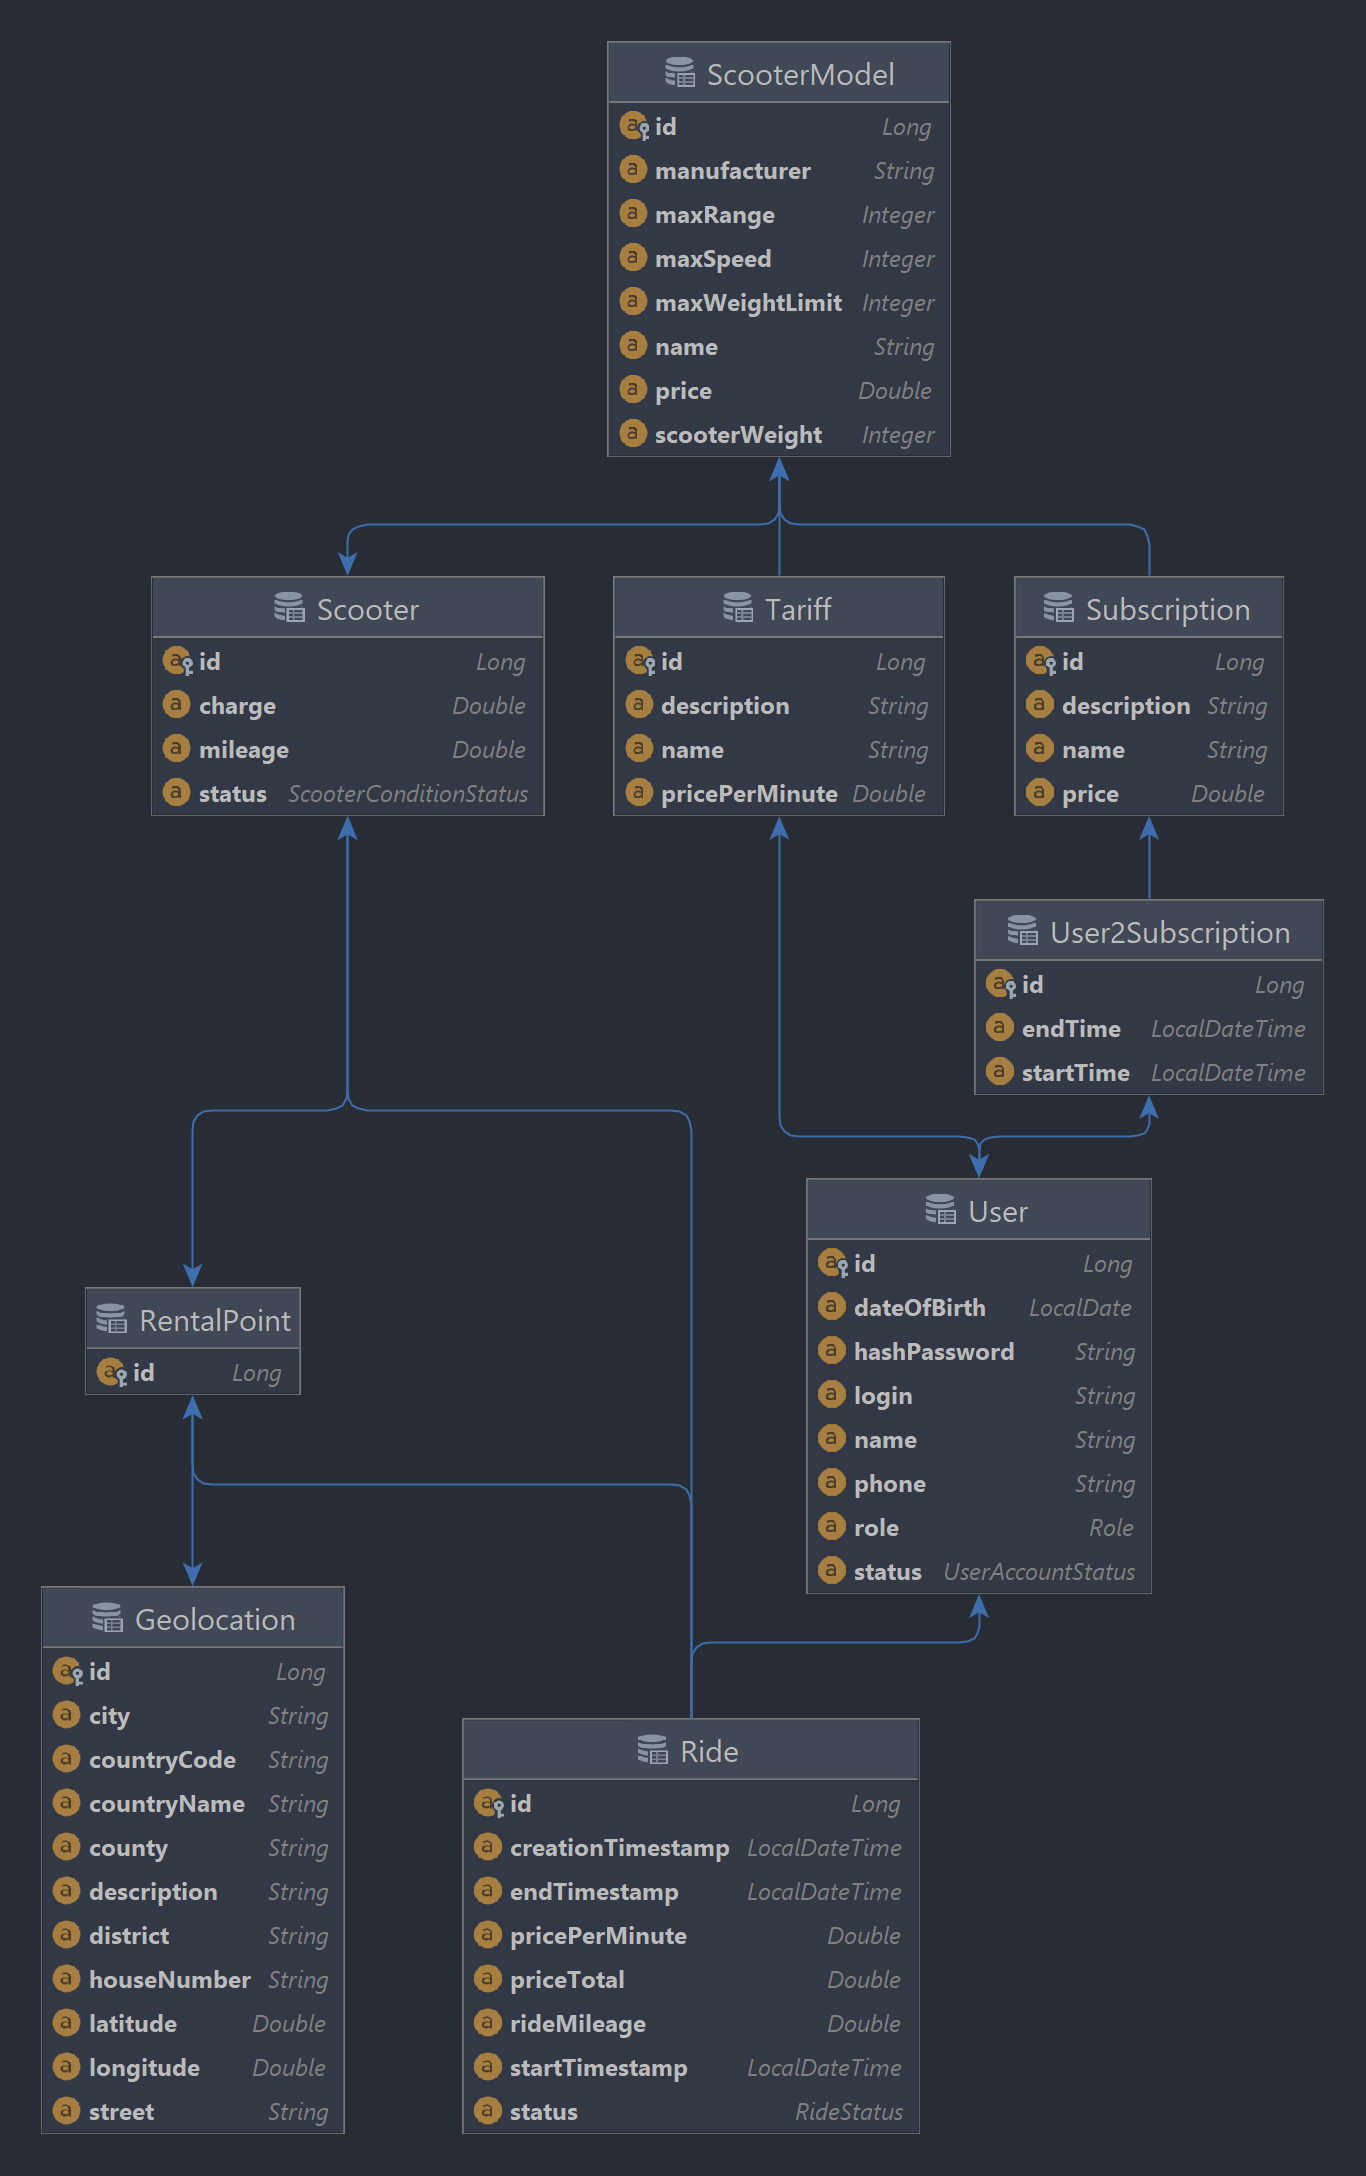 ScooterModel
id Long
manufacturer String
maxRange Integer
maxSpeed Integer
maxWeightLimit Integer
name String
price Double
scooterWeight Integer
Scooter
id Long
charge Double
mileage Double
status ScooterConditionStatus
Tariff
id Long
description String
name String
pricePerMinute Double
Subscription
id Long
description String
name String
price Double
User2Subscription
id Long
endTime LocalDateTime
startTime LocalDateTime
User
id Long
dateOfBirth LocalDate
hashPassword String
login String
name String
phone String
role Role
status UserAccountStatus
RentalPoint
id Long
Geolocation
id Long
city String
countryCode String
countryName String
county String
description String
district String
houseNumber String
latitude Double
longitude Double
street String
Ride
id Long
creationTimestamp LocalDateTime
endTimestamp LocalDateTime
pricePerMinute Double
priceTotal Double
rideMileage Double
startTimestamp LocalDateTime
status RideStatus